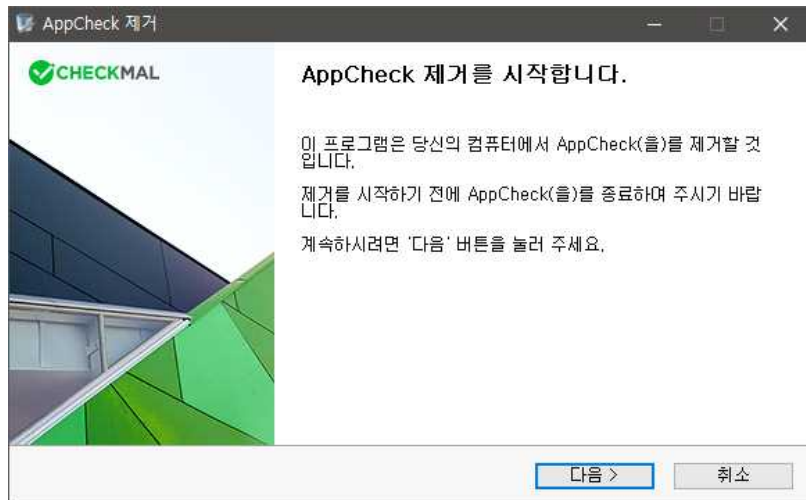 AppCheck 제거
CHECKMAL
AppCheck 제거를 시작합니다.
이 프로그램은 당신의 컴퓨터에서 AppCheck(을)를 제거할 것
입니다.
제거를 시작하기 전에 AppCheck(을)를 종료하여 주시기 바랍
니다.
계속하시려면 '다음' 버튼을 눌러 주세요.
다음 >
취소